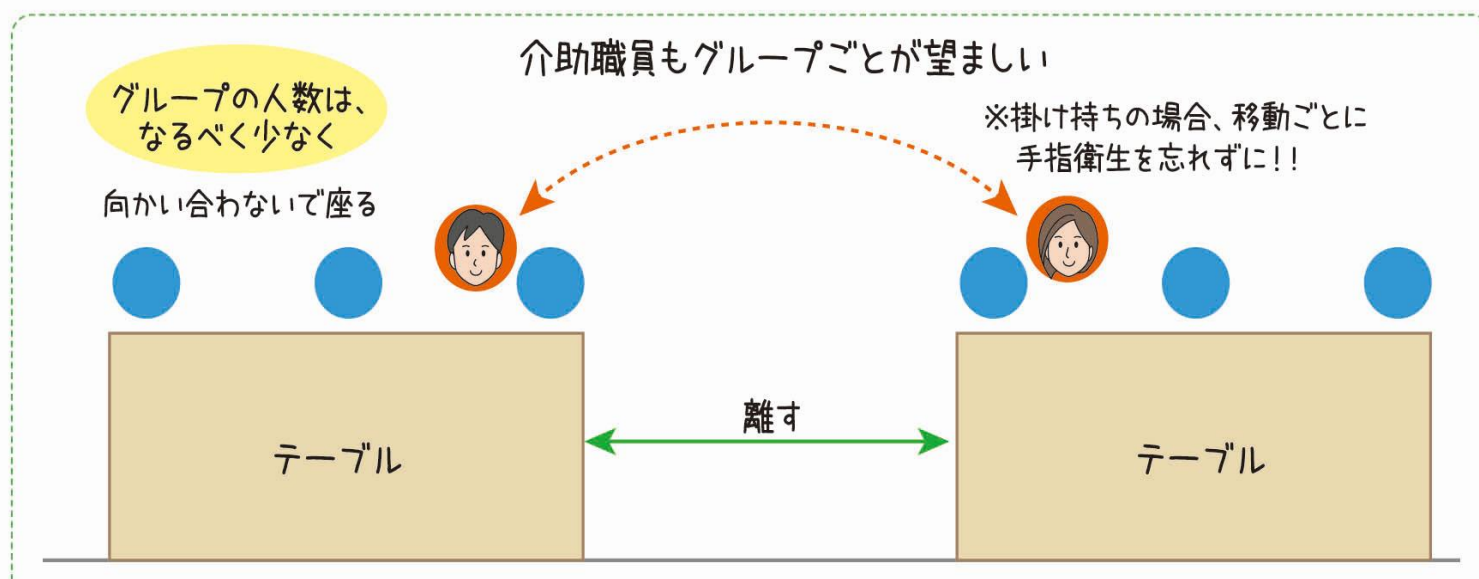 介助職員もグループごとが望ましい
グループの人数は、
なるべく少なく
※掛け持ちの場合、移動ごとに
手指衛生を忘れずに!!
向かい合わないで座る
離す
テーブル
テーブル